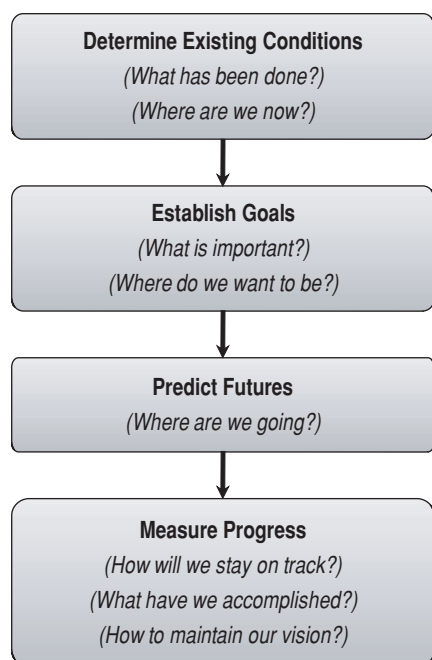 Determine Existing Conditions
(What has been done?)
(Where are we now?)
Establish Goals
(What is important?)
(Where do we want to be?)
Predict Futures
(Where are we going?)
Measure Progress
(How will we stay on track?)
(What have we accomplished?)
(How to maintain our vision?)